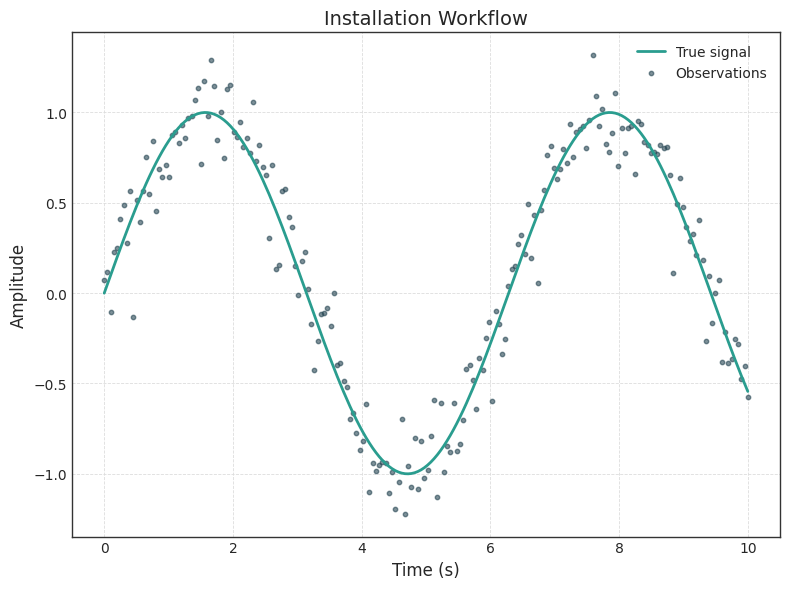 Installation Workflow
True signal
Observations
Amplitude
1.0
0.5
0.0
−0.5
−1.0
0 2 4 6 8 10
Time (s)